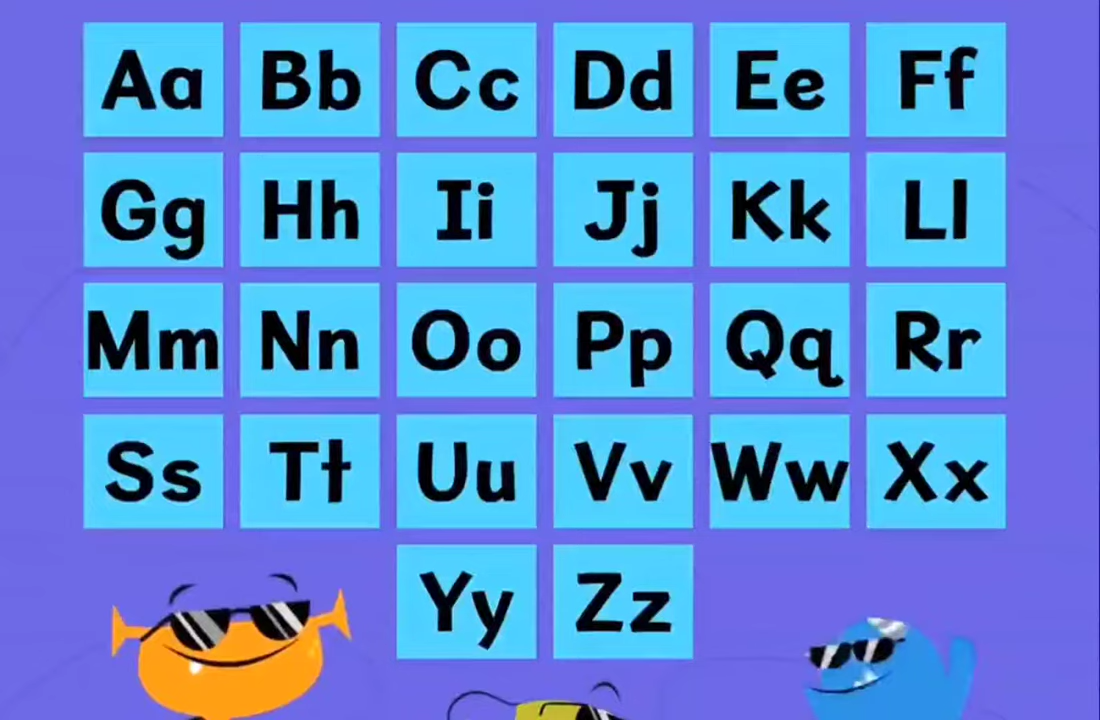 Aa Bb Cc Dd Ee Ff
Gg Hh Ii Jj Kk Ll
Mm Nn Oo Pp Qq Rr
Ss Tt Uu Vv Ww Xx
Yy Zz